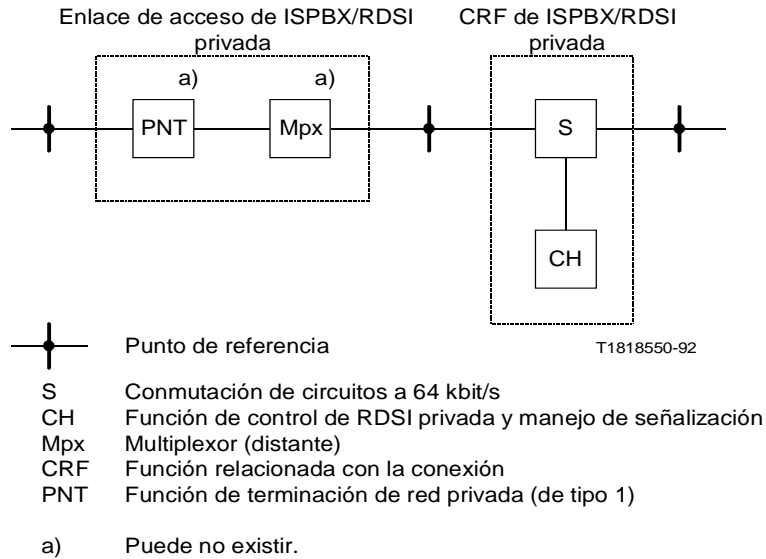 Enlace de acceso de ISPBX/RDSI privada
CRF de ISPBX/RDSI privada
a) a)
PNT Mpx S
CH
Punto de referencia
T1818550-92
S Conmutación de circuitos a 64 kbit/s
CH Función de control de RDSI privada y manejo de señalización
Mpx Multiplexor (distante)
CRF Función relacionada con la conexión
PNT Función de terminación de red privada (de tipo 1)
a) Puede no existir.